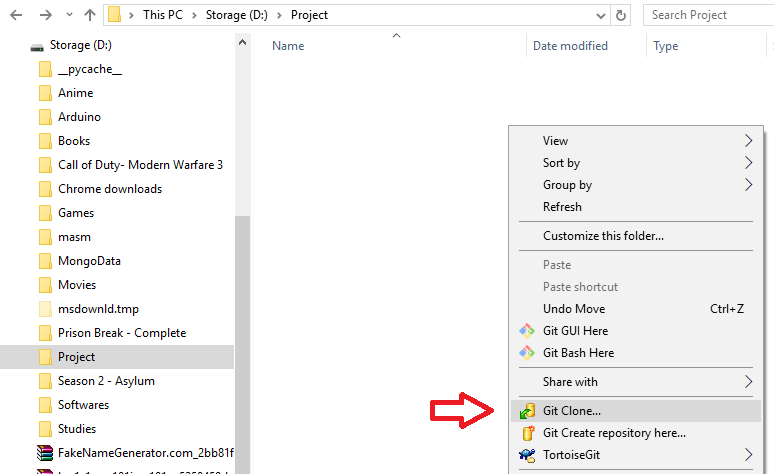 This PC > Storage (D:) > Project
Search Project
Storage (D:)
__pycache__
Anime
Arduino
Books
Call of Duty- Modern Warfare 3
Chrome downloads
Games
masm
MongoData
Movies
msdownld.tmp
Prison Break - Complete
Project
Season 2 - Asylum
Softwares
Studies
FakeNameGenerator.com_2bb81f
Name
Date modified
Type
View
Sort by
Group by
Refresh
Customize this folder...
Paste
Paste shortcut
Undo Move Ctrl+Z
Git GUI Here
Git Bash Here
Share with
Git Clone...
Git Create repository here...
TortoiseGit